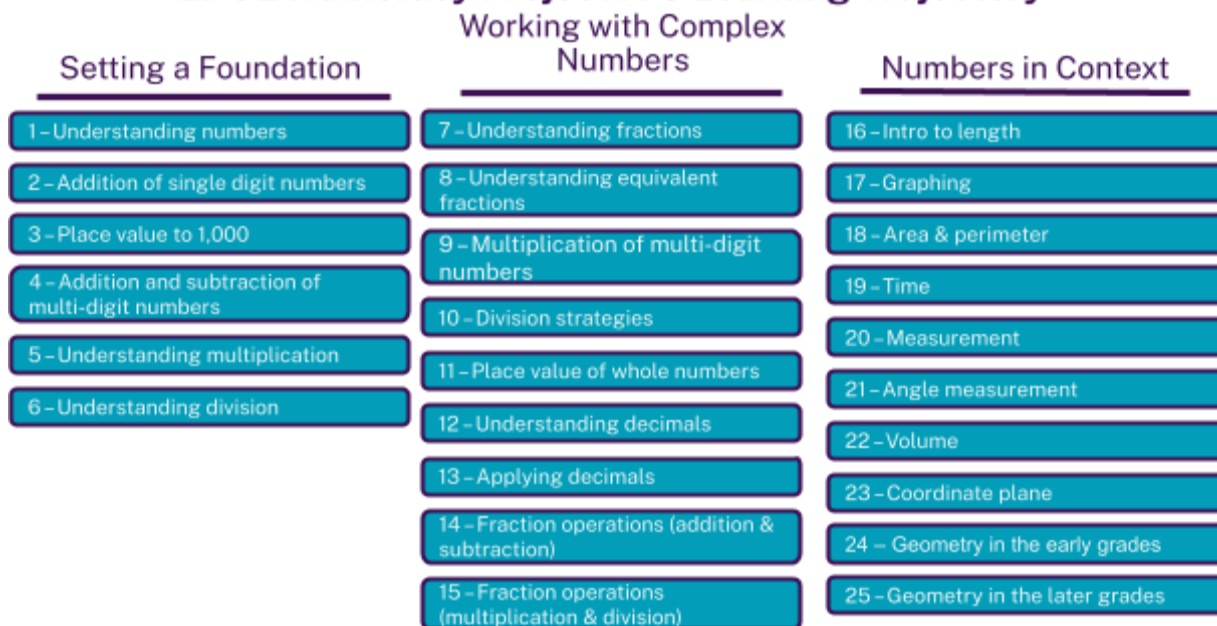 Working with Complex
Numbers
Setting a Foundation
Numbers in Context
1 – Understanding numbers
2 – Addition of single digit numbers
3 – Place value to 1,000
4 – Addition and subtraction of
multi-digit numbers
5 – Understanding multiplication
6 – Understanding division
7 – Understanding fractions
8 – Understanding equivalent
fractions
9 – Multiplication of multi-digit
numbers
10 – Division strategies
11 – Place value of whole numbers
12 – Understanding decimals
13 – Applying decimals
14 – Fraction operations (addition &
subtraction)
15 – Fraction operations
(multiplication & division)
16 – Intro to length
17 – Graphing
18 – Area & perimeter
19 – Time
20 – Measurement
21 – Angle measurement
22 – Volume
23 – Coordinate plane
24 – Geometry in the early grades
25 – Geometry in the later grades